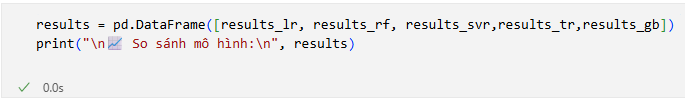 results = pd.DataFrame([results_lr, results_rf, results_svr,results_tr,results_gb])
print("\n📈 So sánh mô hình:\n", results)
0.0s